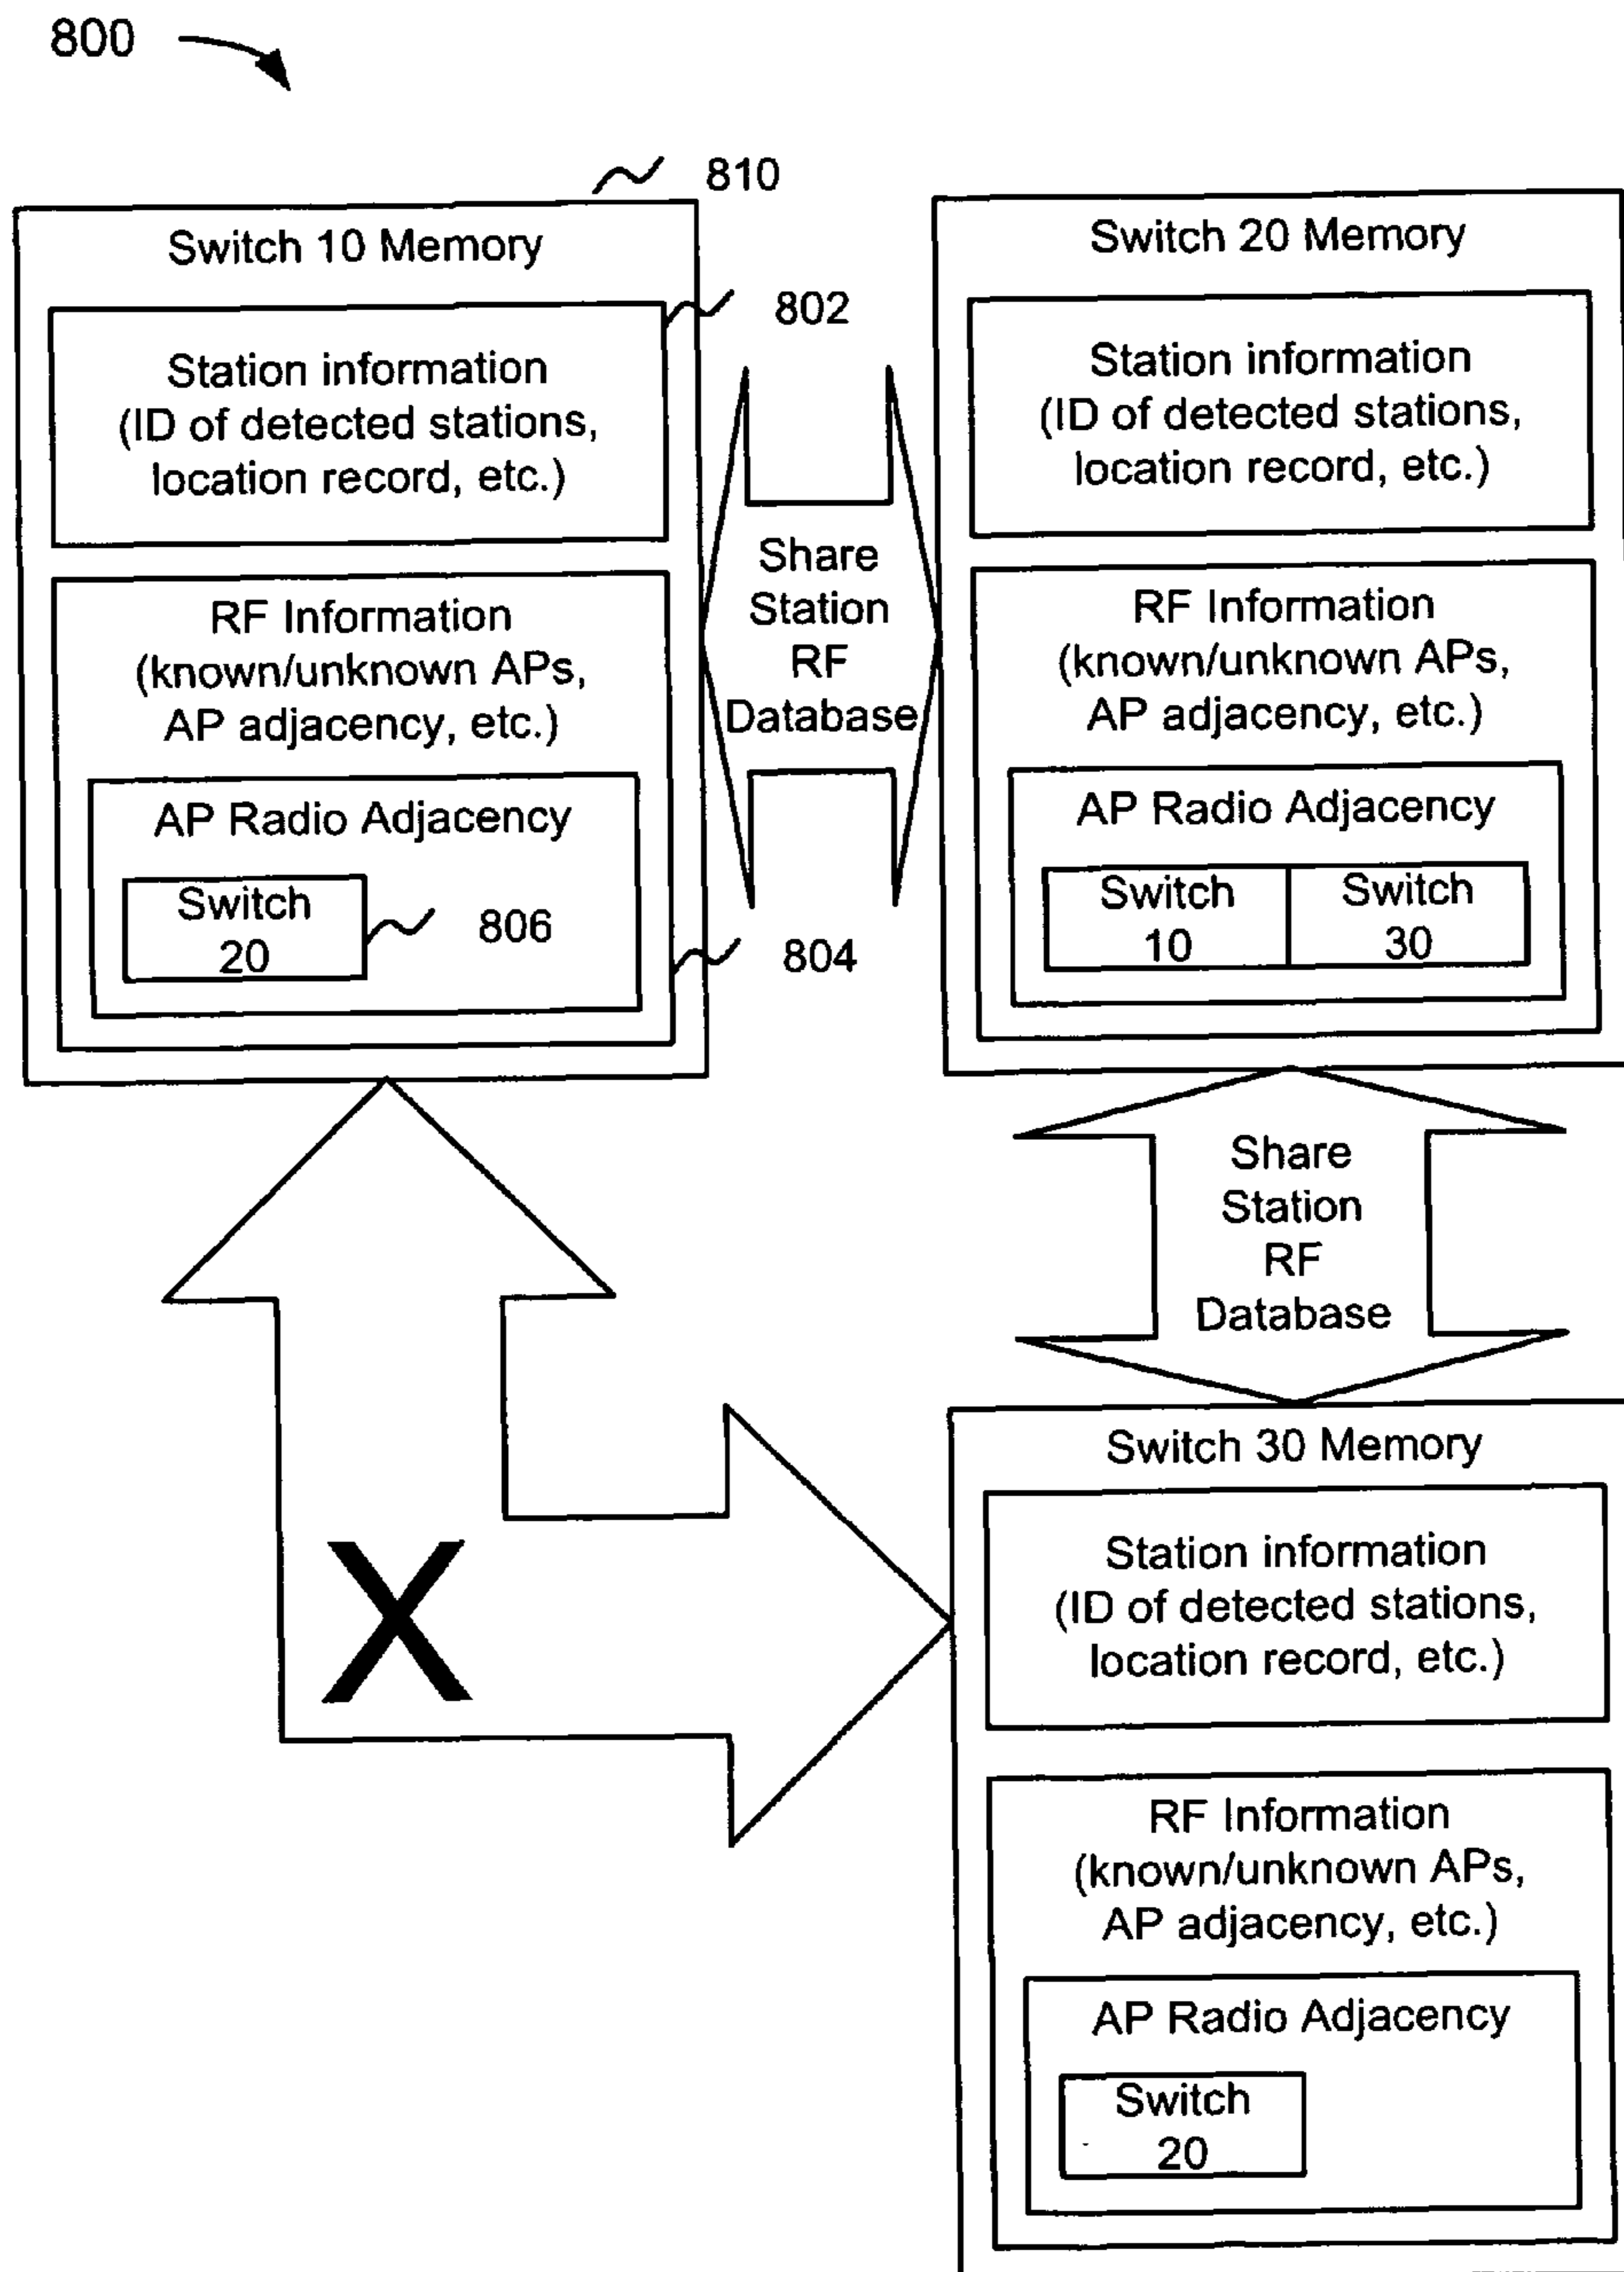 800
810
Switch 10 Memory
802
Station information
(ID of detected stations,
location record, etc.)
RF Information
(known/unknown APs,
AP adjacency, etc.)
AP Radio Adjacency
Switch
20
806
804
Share
Station
RF
Database
Switch 20 Memory
Station information
(ID of detected stations,
location record, etc.)
RF Information
(known/unknown APs,
AP adjacency, etc.)
AP Radio Adjacency
Switch
10
Switch
30
Share
Station
RF
Database
X
Switch 30 Memory
Station information
(ID of detected stations,
location record, etc.)
RF Information
(known/unknown APs,
AP adjacency, etc.)
AP Radio Adjacency
Switch
20